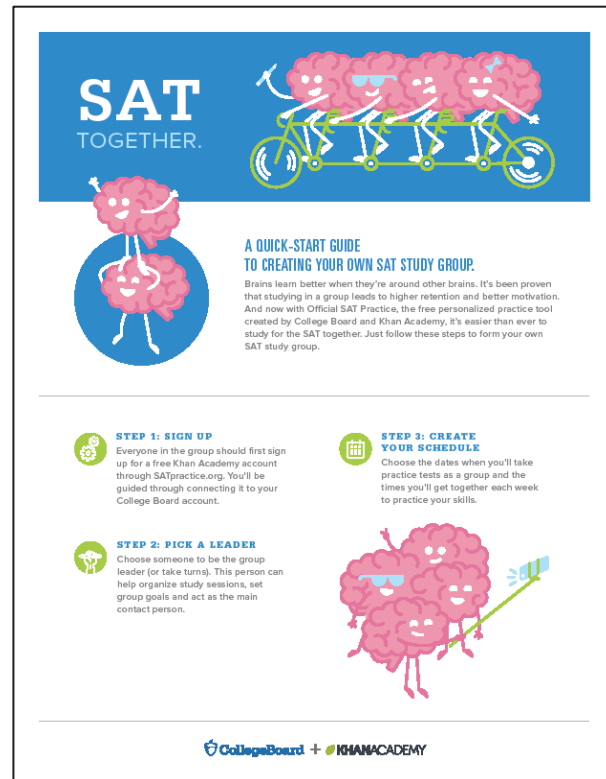 SAT
TOGETHER.
A QUICK-START GUIDE
TO CREATING YOUR OWN SAT STUDY GROUP.
Brains learn better when they're around other brains. It's been proven
that studying in a group leads to higher retention and better motivation.
And now with Official SAT Practice, the free personalized practice tool
created by College Board and Khan Academy, it's easier than ever to
study for the SAT together. Just follow these steps to form your own
SAT study group.
STEP 1: SIGN UP
Everyone in the group should first sign
up for a free Khan Academy account
through SATpractice.org. You'll be
guided through connecting it to your
College Board account.
STEP 2: PICK A LEADER
Choose someone to be the group
leader (or take turns). This person can
help organize study sessions, set
group goals and act as the main
contact person.
STEP 3: CREATE
YOUR SCHEDULE
Choose the dates when you'll take
practice tests as a group and the
times you'll get together each week
to practice your skills.
CollegeBoard + KHANACADEMY